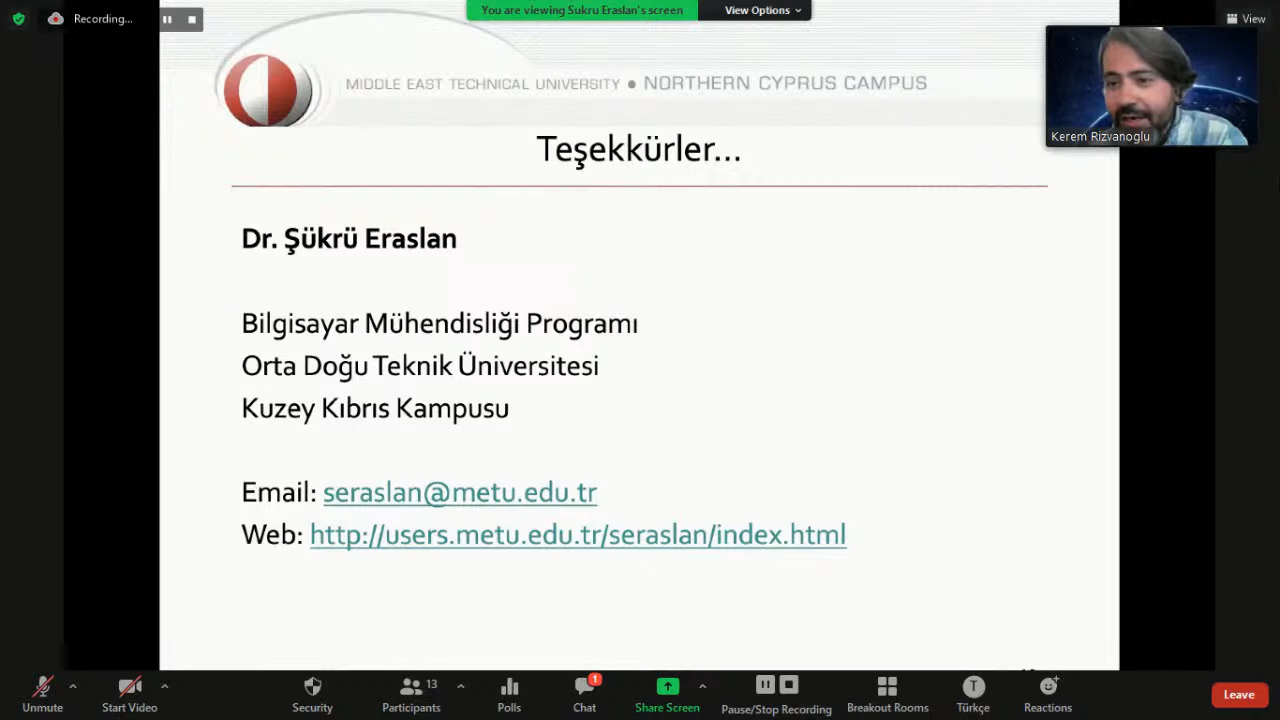 Recording...
You are viewing Sukru Eraslan's screen
View Options
View
MIDDLE EAST TECHNICAL UNIVERSITY ● NORTHERN CYPRUS CAMPUS
Kerem Rizvanoglu
Teşekkürler...
Dr. Şükrü Eraslan
Bilgisayar Mühendisliği Programı
Orta Doğu Teknik Üniversitesi
Kuzey Kıbrıs Kampusu
Email: seraslan@metu.edu.tr
Web: http://users.metu.edu.tr/seraslan/index.html
13
1
Unmute
Start Video
Security
Participants
Polls
Chat
Share Screen
Pause/Stop Recording
Breakout Rooms
T
Türkçe
Reactions
Leave